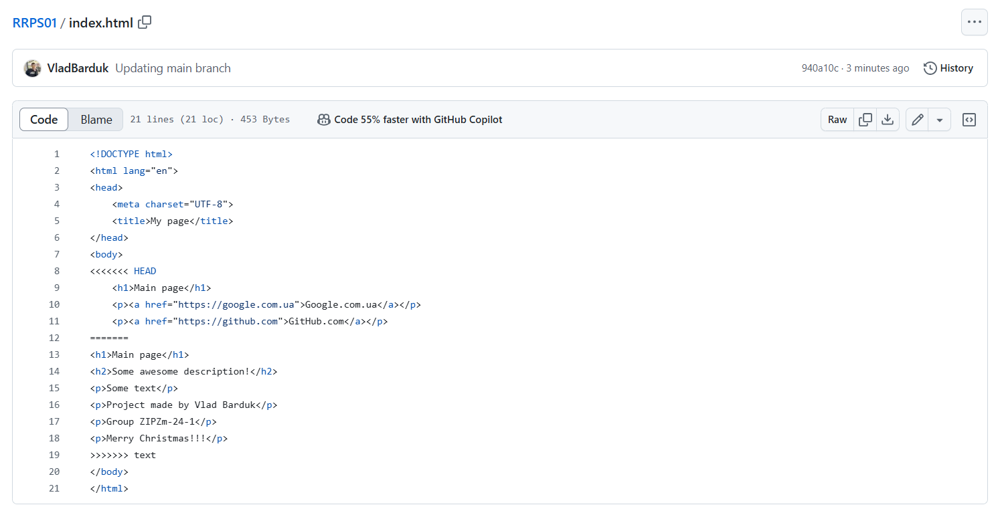 RRPS01 / index.html
VladBarduk Updating main branch 940a10c · 3 minutes ago History
Code Blame 21 lines (21 loc) · 453 Bytes Code 55% faster with GitHub Copilot Raw
1 <!DOCTYPE html>
2 <html lang="en">
3 <head>
4     <meta charset="UTF-8">
5     <title>My page</title>
6 </head>
7 <body>
8 <<<<<<< HEAD
9     <h1>Main page</h1>
10     <p><a href="https://google.com.ua">Google.com.ua</a></p>
11     <p><a href="https://github.com">GitHub.com</a></p>
12 =======
13 <h1>Main page</h1>
14 <h2>Some awesome description!</h2>
15 <p>Some text</p>
16 <p>Project made by Vlad Barduk</p>
17 <p>Group ZIPZm-24-1</p>
18 <p>Merry Christmas!!!</p>
19 >>>>>>> text
20 </body>
21 </html>